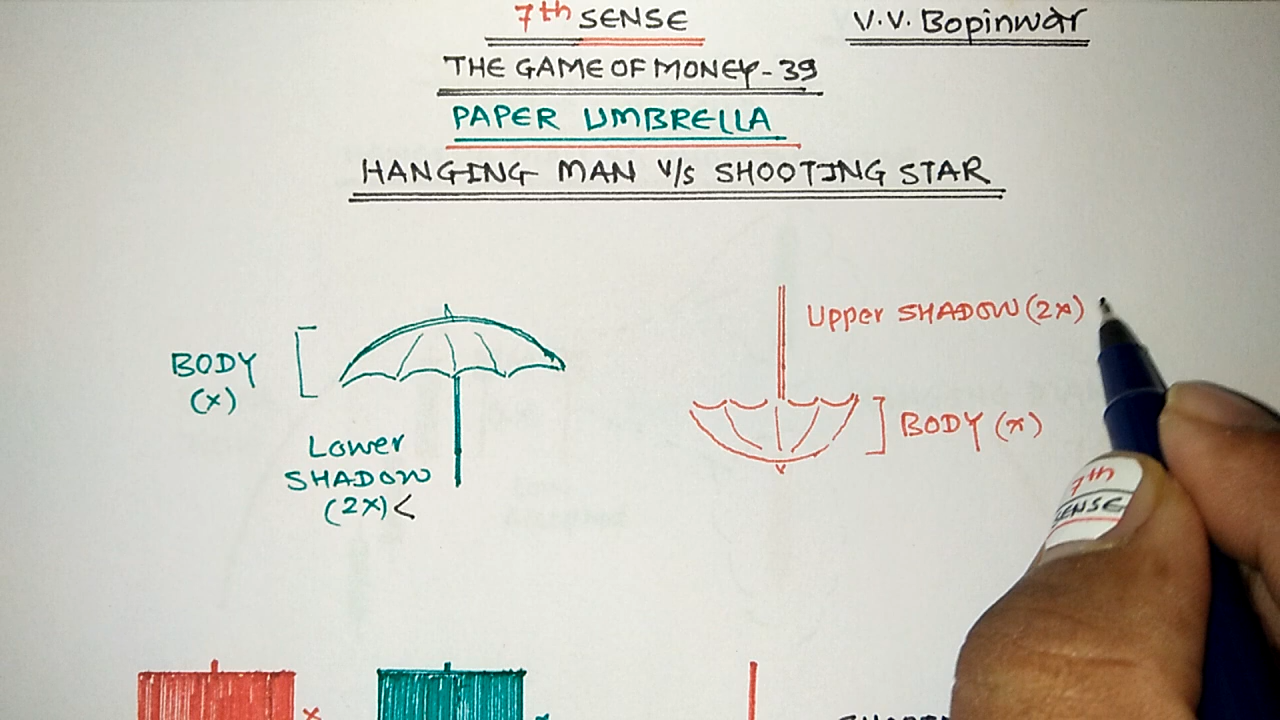 7th SENSE
V.V. Bopinwar
THE GAME OF MONEY - 39
PAPER UMBRELLA
HANGING MAN V/S SHOOTING STAR
BODY
(x)
Lower
SHADOW
(2x) <
Upper SHADOW (2x)
BODY (x)
7th
SENSE
x